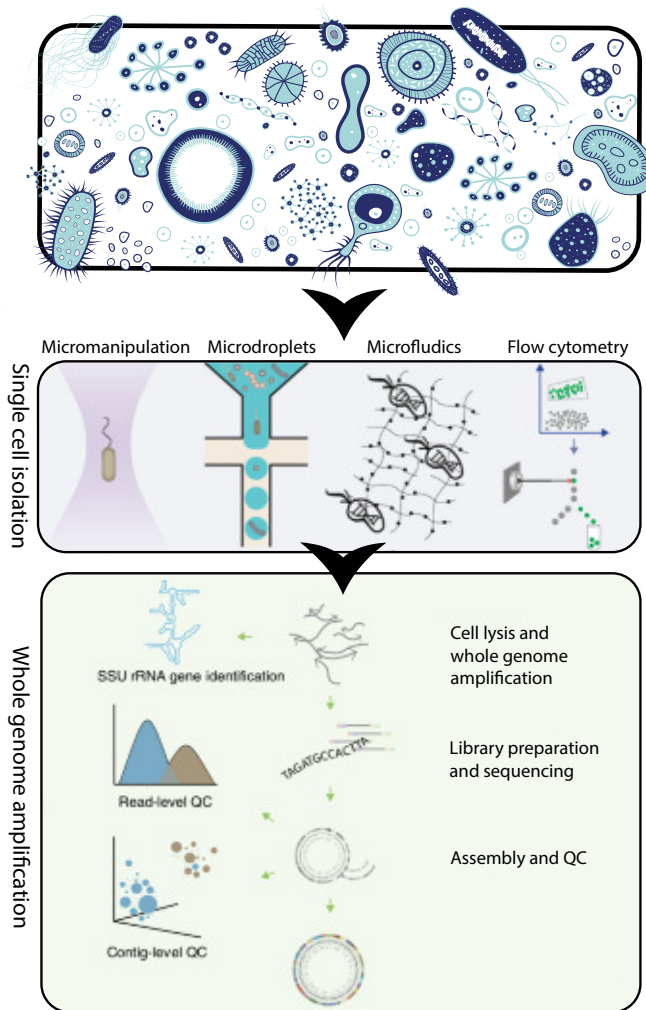 Micromanipulation
Microdroplets
Microfludics
Flow cytometry
Single cell isolation
Whole genome amplification
Cell lysis and
whole genome
amplification
SSU rRNA gene identification
TAGATGCCACTTA
Library preparation
and sequencing
Read-level QC
Assembly and QC
Contig-level QC